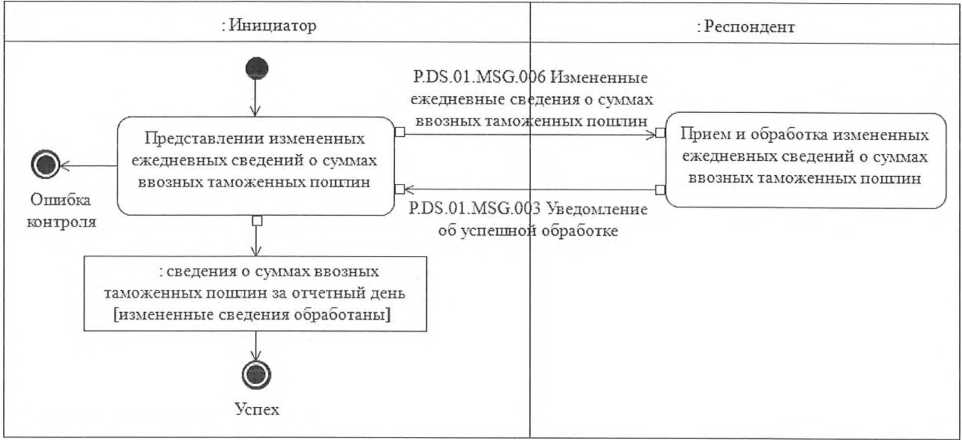 : Инициатор
: Респондент
P.DS.01.MSG.006 Измененные
ежедневные сведения о суммах
ввозных таможенных пошлин
Представлении измененных
ежедневных сведений о суммах
ввозных таможенных пошлин
Прием и обработка измененных
ежедневных сведений о суммах
ввозных таможенных пошлин
Ошибка
контроля
P.DS.01.MSG.003 Уведомление
об успешной обработке
: сведения о суммах ввозных
таможенных пошлин за отчетный день
[измененные сведения обработаны]
Успех